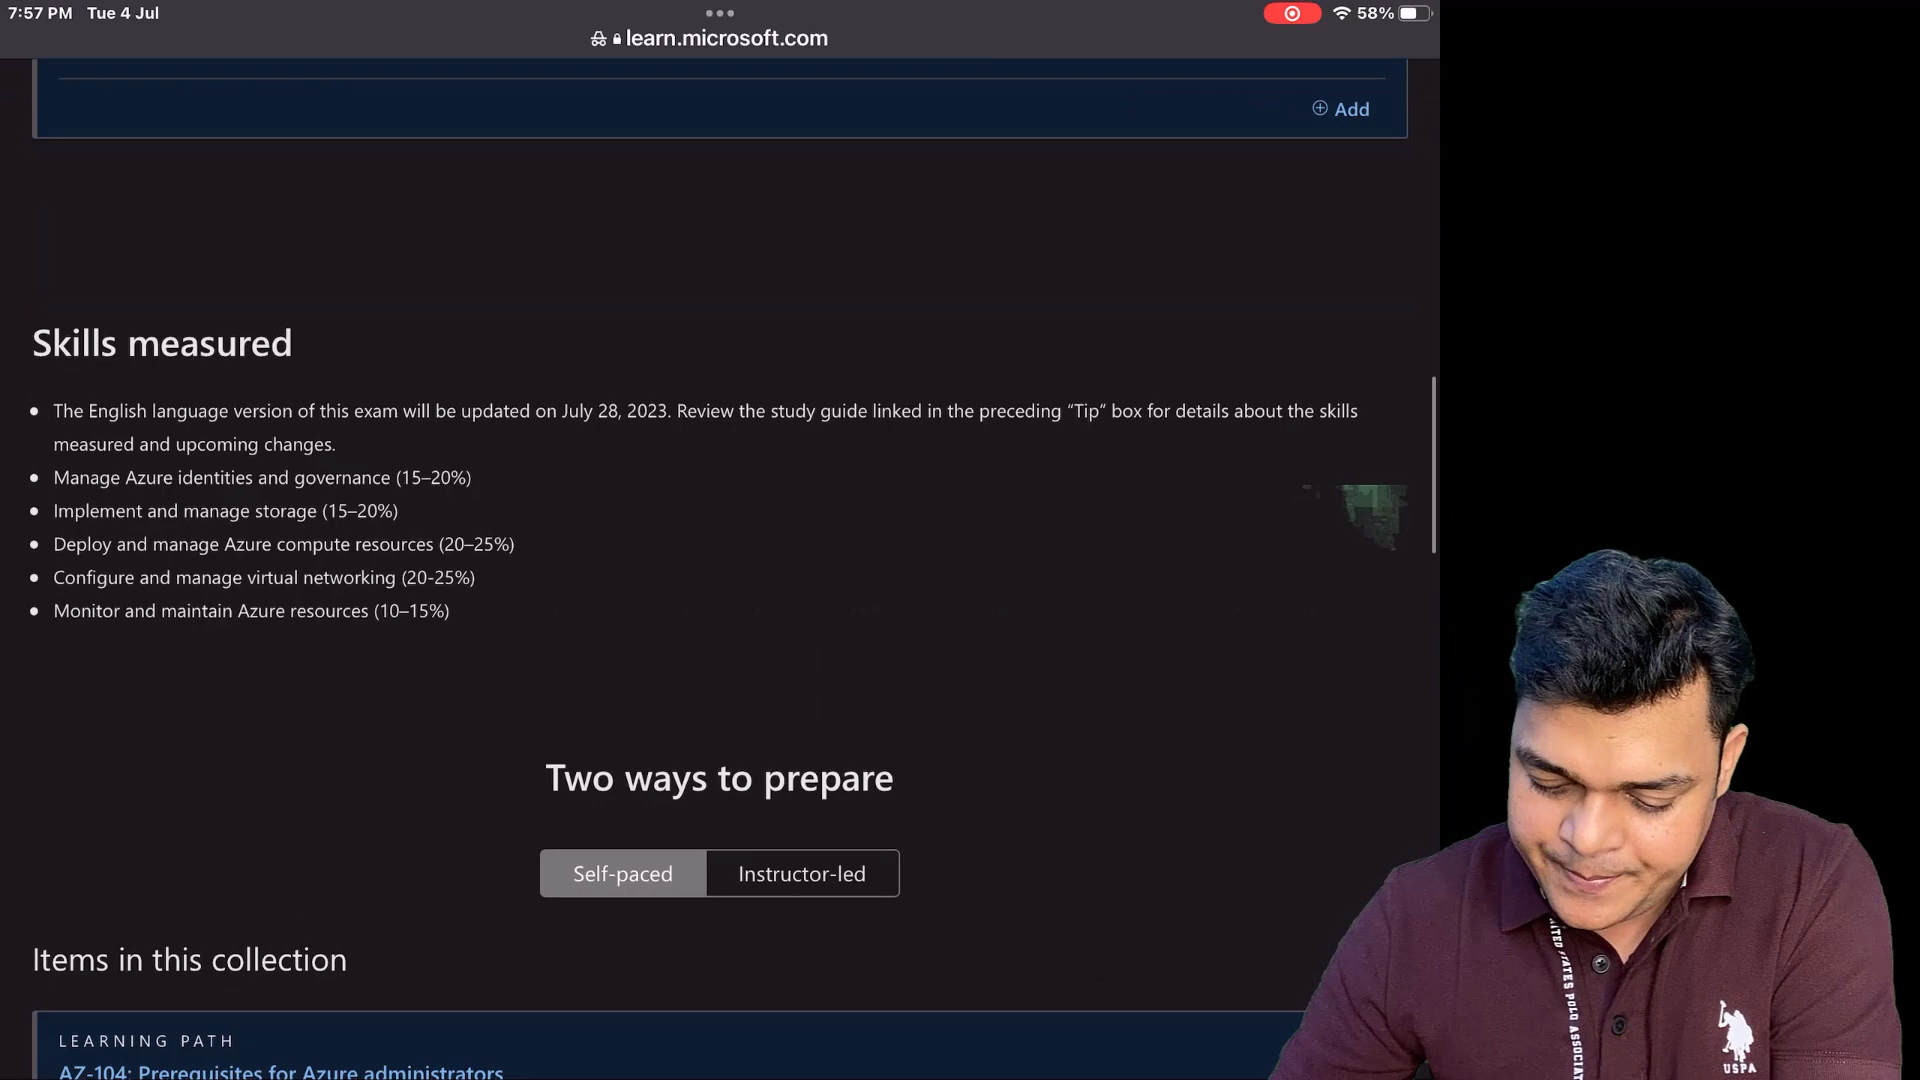 7:57 PM Tue 4 Jul
58%
learn.microsoft.com
Add
Skills measured
The English language version of this exam will be updated on July 28, 2023. Review the study guide linked in the preceding “Tip” box for details about the skills
measured and upcoming changes.
Manage Azure identities and governance (15–20%)
Implement and manage storage (15–20%)
Deploy and manage Azure compute resources (20–25%)
Configure and manage virtual networking (20-25%)
Monitor and maintain Azure resources (10–15%)
Two ways to prepare
Self-paced Instructor-led
Items in this collection
LEARNING PATH
AZ-104: Prerequisites for Azure administrators
STATES POLO ASSOCIAT
USPA